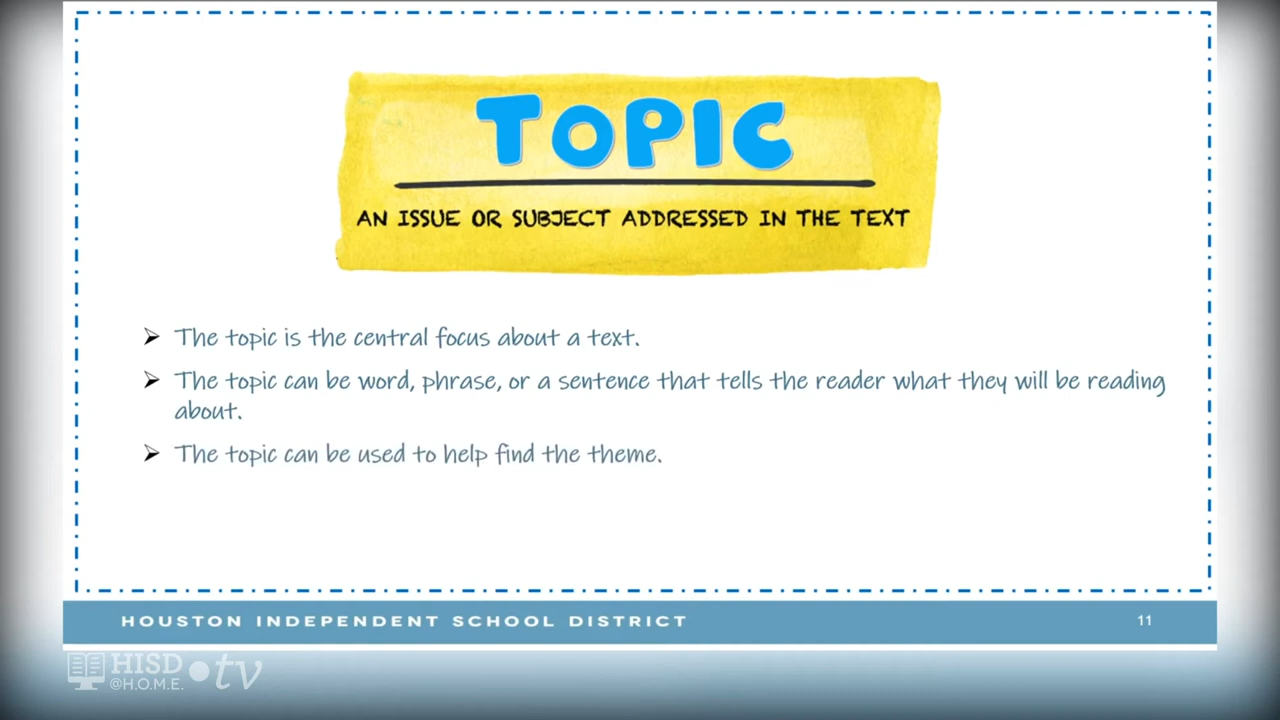 TOPIC
AN ISSUE OR SUBJECT ADDRESSED IN THE TEXT
The topic is the central focus about a text.
The topic can be word, phrase, or a sentence that tells the reader what they will be reading
about.
The topic can be used to help find the theme.
HOUSTON INDEPENDENT SCHOOL DISTRICT
11
HISD
@H.O.M.E.
tv